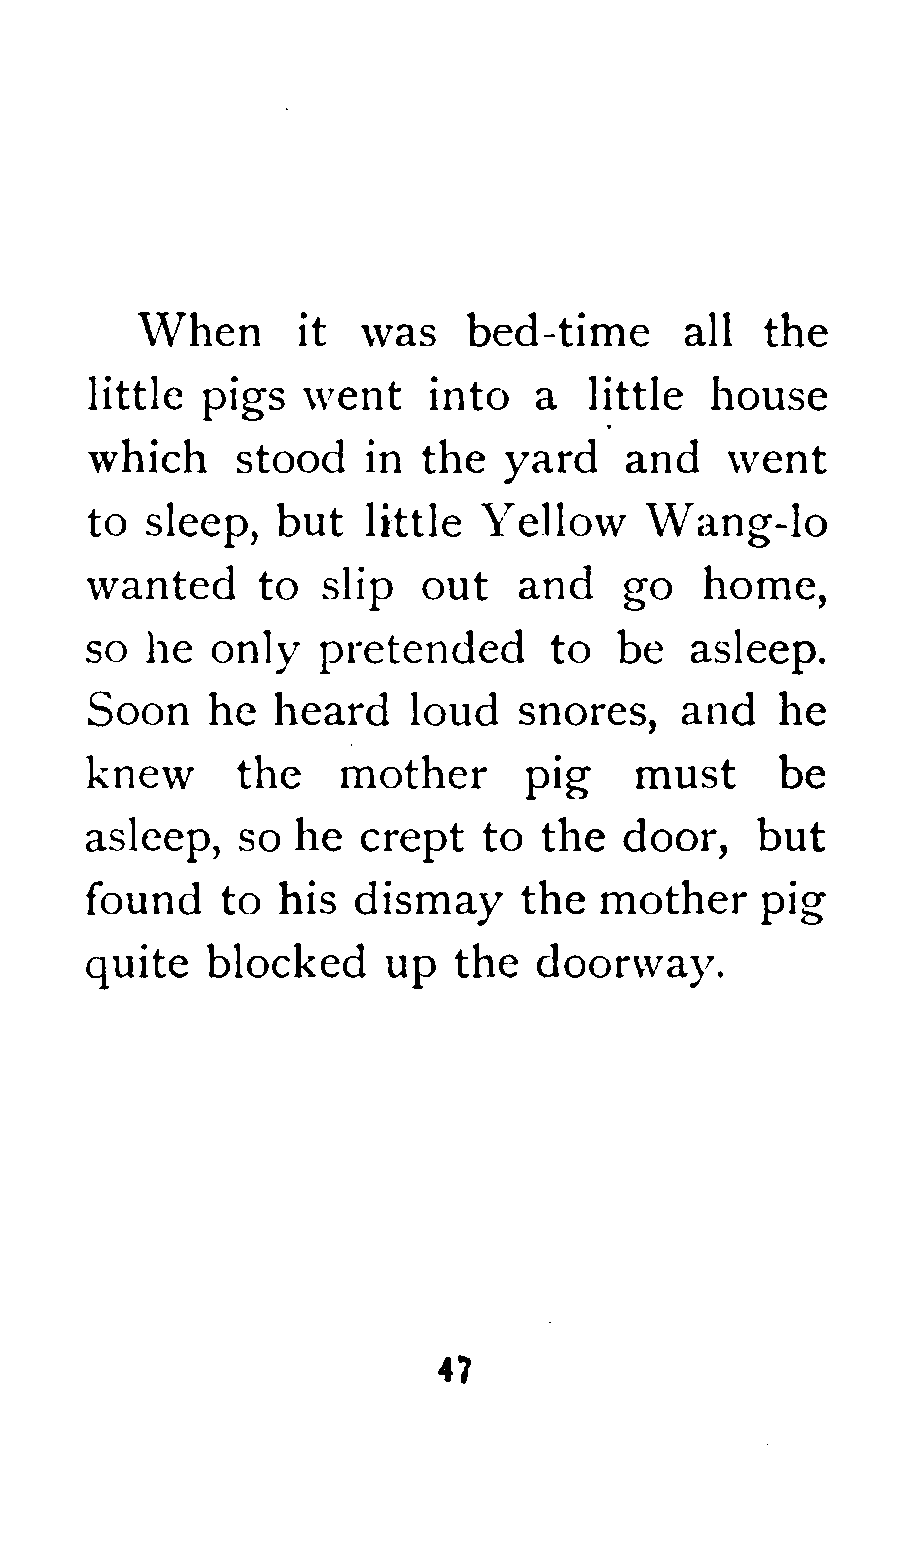 When it was bed-time all the
little pigs went into a little house
which stood in the yard and went
to sleep, but little Yellow Wang-lo
wanted to slip out and go home,
so he only pretended to be asleep.
Soon he heard loud snores, and he
knew the mother pig must be
asleep, so he crept to the door, but
found to his dismay the mother pig
quite blocked up the doorway.
47